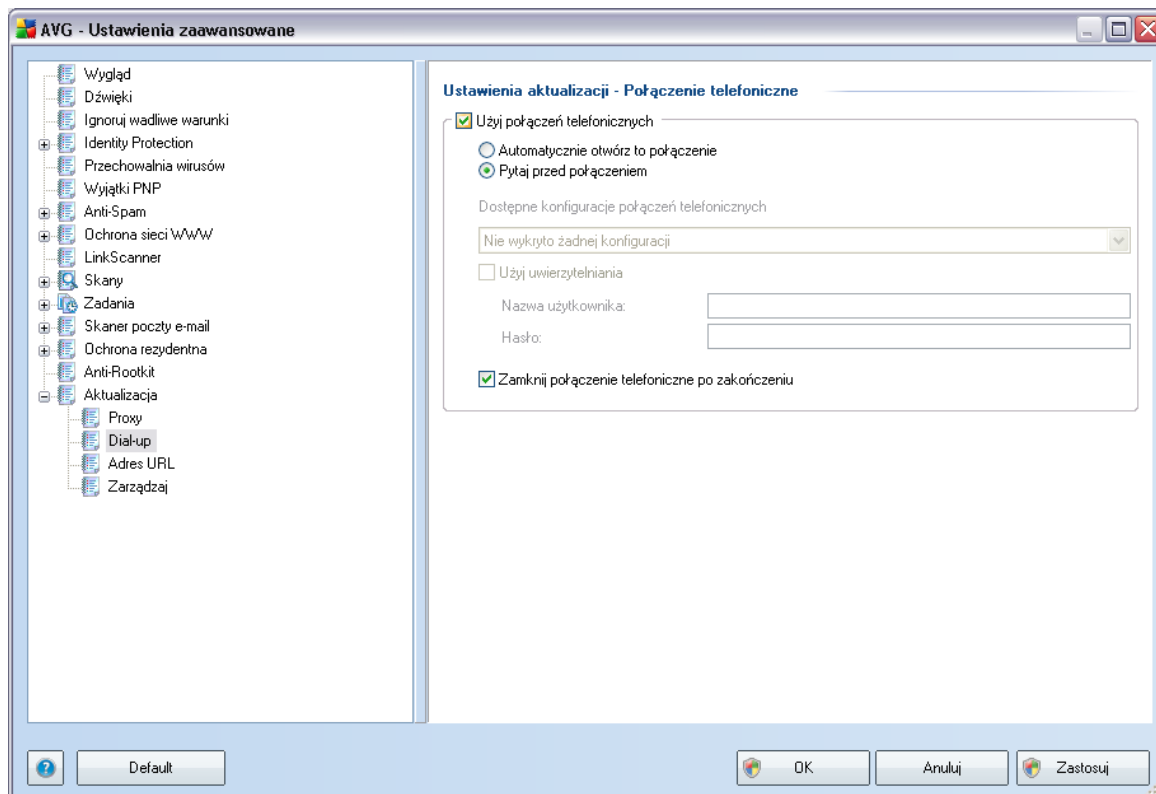 AVG - Ustawienia zaawansowane
Wygląd
Dźwięki
Ignoruj wadliwe warunki
Identity Protection
Przechowalnia wirusów
Wyjątki PNP
Anti-Spam
Ochrona sieci WWW
LinkScanner
Skany
Zadania
Skaner poczty e-mail
Ochrona rezydentna
Anti-Rootkit
Aktualizacja
Proxy
Dial-up
Adres URL
Zarządzaj
Ustawienia aktualizacji - Połączenie telefoniczne
Użyj połączeń telefonicznych
Automatycznie otwórz to połączenie
Pytaj przed połączeniem
Dostępne konfiguracje połączeń telefonicznych
Nie wykryto żadnej konfiguracji
Użyj uwierzytelniania
Nazwa użytkownika:
Hasło:
Zamknij połączenie telefoniczne po zakończeniu
? Default OK Anuluj Zastosuj